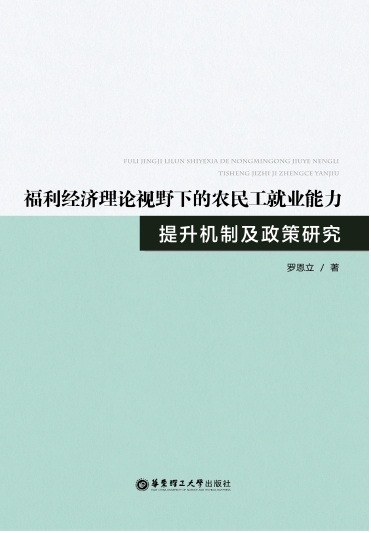 FULI JINGJI LILUN SHIYEXIA DE NONGMINGONG JIUYE NENGLI
TISHENG JIZHI JI ZHENGCE YANJIU
福利经济理论视野下的农民工就业能力
提升机制及政策研究
罗恩立 / 著
华东理工大学出版社